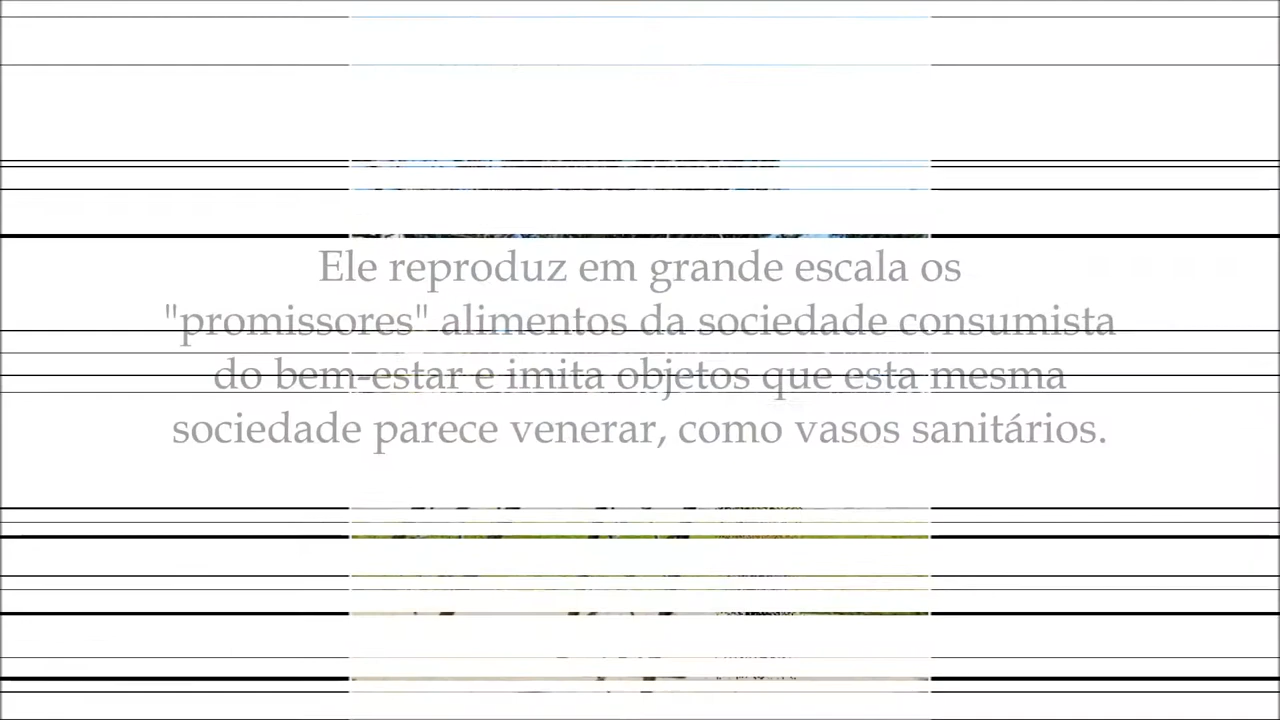 Ele reproduz em grande escala os
"promissores" alimentos da sociedade consumista
do bem-estar e imita objetos que esta mesma
sociedade parece venerar, como vasos sanitários.